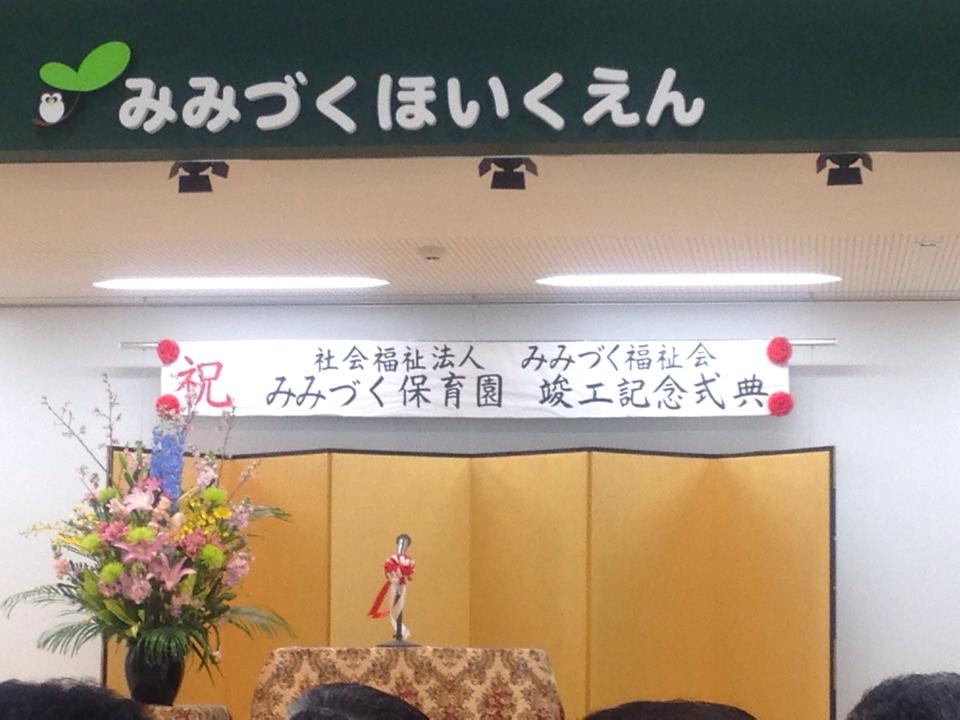 みみづくほいくえん
祝
社会福祉法人　みみづく福祉会
みみづく保育園　竣工記念式典